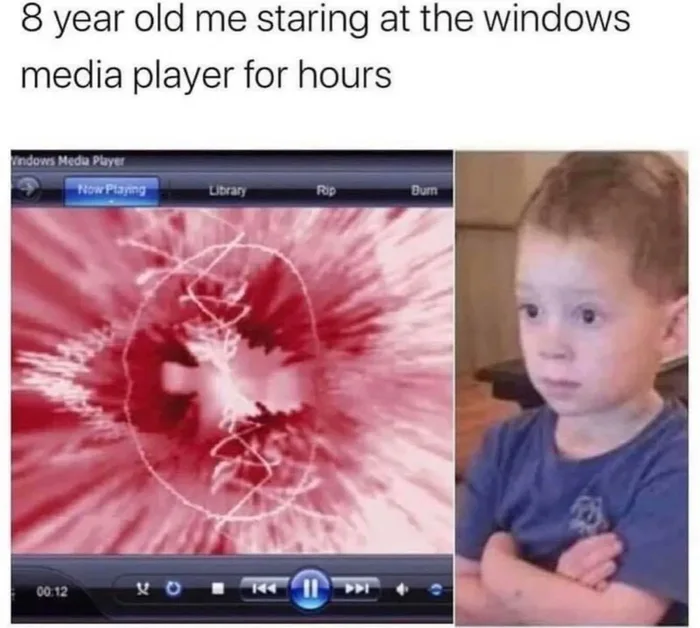 8 year old me staring at the windows
media player for hours
Windows Media Player
Now Playing Library Rip Burn
00:12